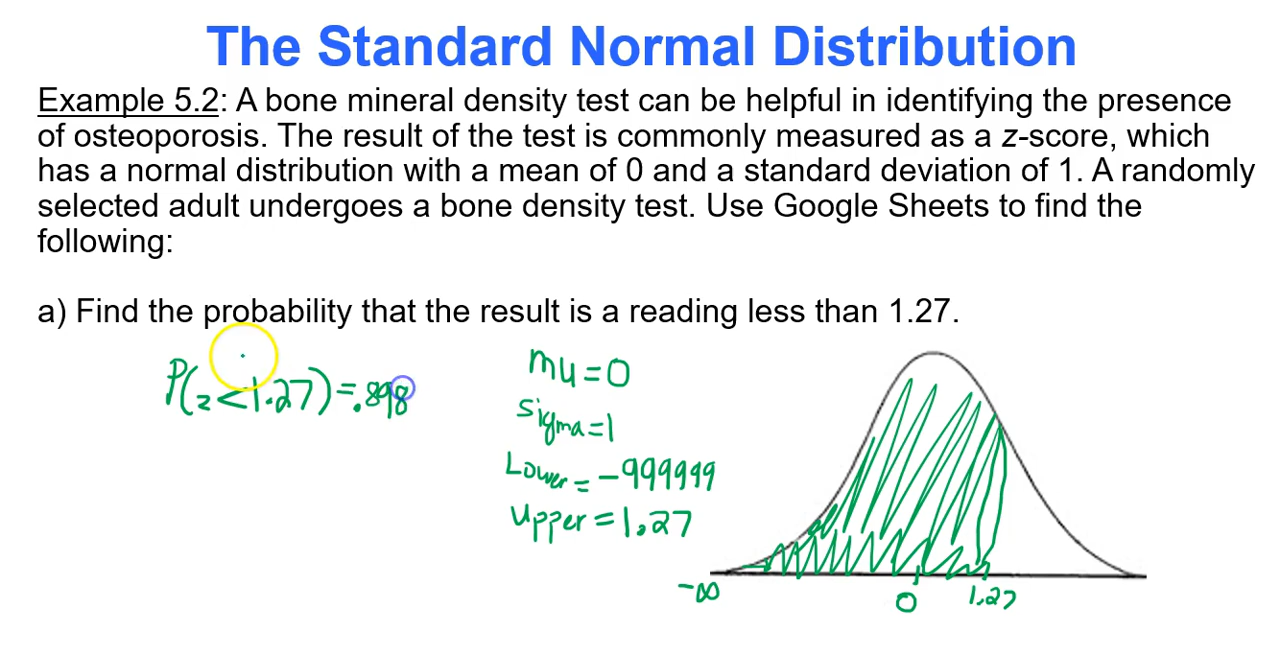 The Standard Normal Distribution
Example 5.2: A bone mineral density test can be helpful in identifying the presence
of osteoporosis. The result of the test is commonly measured as a z-score, which
has a normal distribution with a mean of 0 and a standard deviation of 1. A randomly
selected adult undergoes a bone density test. Use Google Sheets to find the
following:
a) Find the probability that the result is a reading less than 1.27.
P(z<1.27)=.898
mu=0
sigma=1
Lower=-999999
Upper=1.27
-∞ 0 1.27